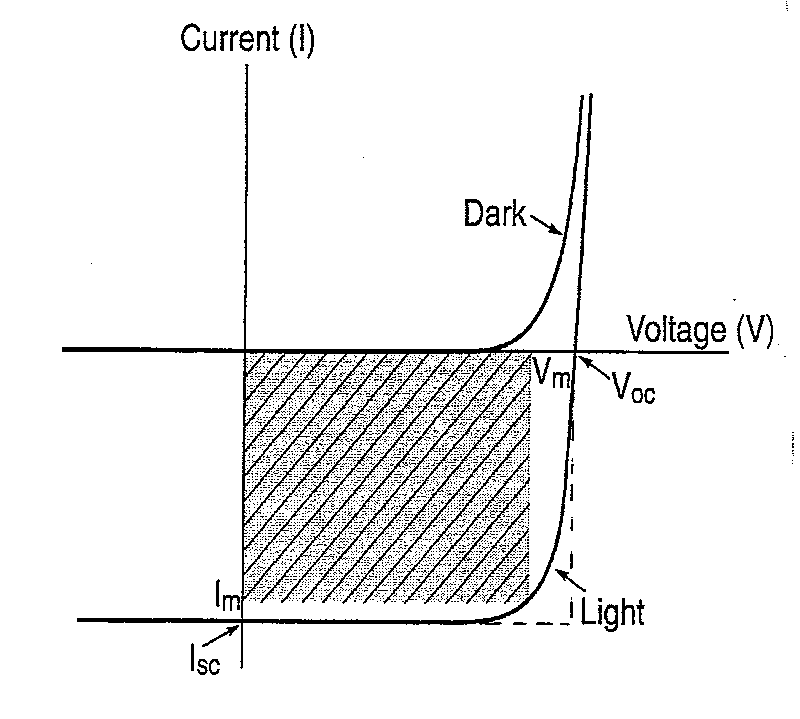 Current (I)
Dark
Voltage (V)
Vm
Voc
Im
Light
Isc